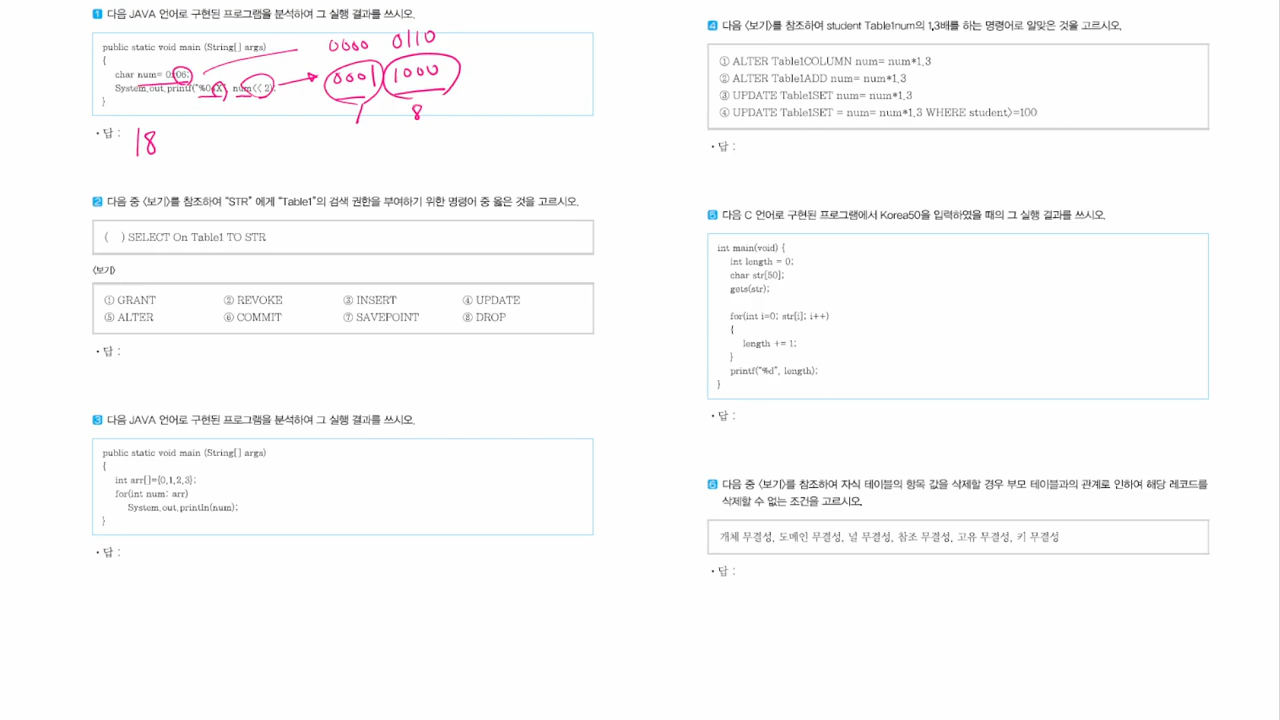 1 다음 JAVA 언어로 구현된 프로그램을 분석하여 그 실행 결과를 쓰시오.
public static void main (String[] args)
{
char num= 0x06;
System.out.printf("%04X", num<< 2);
}
0000 0110
0001 1000
1 8
• 답 : 18
2 다음 중 <보기>를 참조하여 "STR" 에게 "Table1"의 검색 권한을 부여하기 위한 명령어 중 옳은 것을 고르시오.
( ) SELECT On Table1 TO STR
<보기>
① GRANT ② REVOKE ③ INSERT ④ UPDATE
⑤ ALTER ⑥ COMMIT ⑦ SAVEPOINT ⑧ DROP
• 답 :
3 다음 JAVA 언어로 구현된 프로그램을 분석하여 그 실행 결과를 쓰시오.
public static void main (String[] args)
{
int arr[]={0,1,2,3};
for(int num: arr)
System.out.println(num);
}
• 답 :
4 다음 <보기>를 참조하여 student Table1num의 1.3배를 하는 명령어로 알맞은 것을 고르시오.
① ALTER Table1COLUMN num= num*1.3
② ALTER Table1ADD num= num*1.3
③ UPDATE Table1SET num= num*1.3
④ UPDATE Table1SET = num= num*1.3 WHERE student>=100
• 답 :
5 다음 C 언어로 구현된 프로그램에서 Korea50을 입력하였을 때의 그 실행 결과를 쓰시오.
int main(void) {
int length = 0;
char str[50];
gets(str);
for(int i=0; str[i]; i++)
{
length += 1;
}
printf("%d", length);
}
• 답 :
6 다음 중 <보기>를 참조하여 자식 테이블의 항목 값을 삭제할 경우 부모 테이블과의 관계로 인하여 해당 레코드를
삭제할 수 없는 조건을 고르시오.
개체 무결성, 도메인 무결성, 널 무결성, 참조 무결성, 고유 무결성, 키 무결성
• 답 :